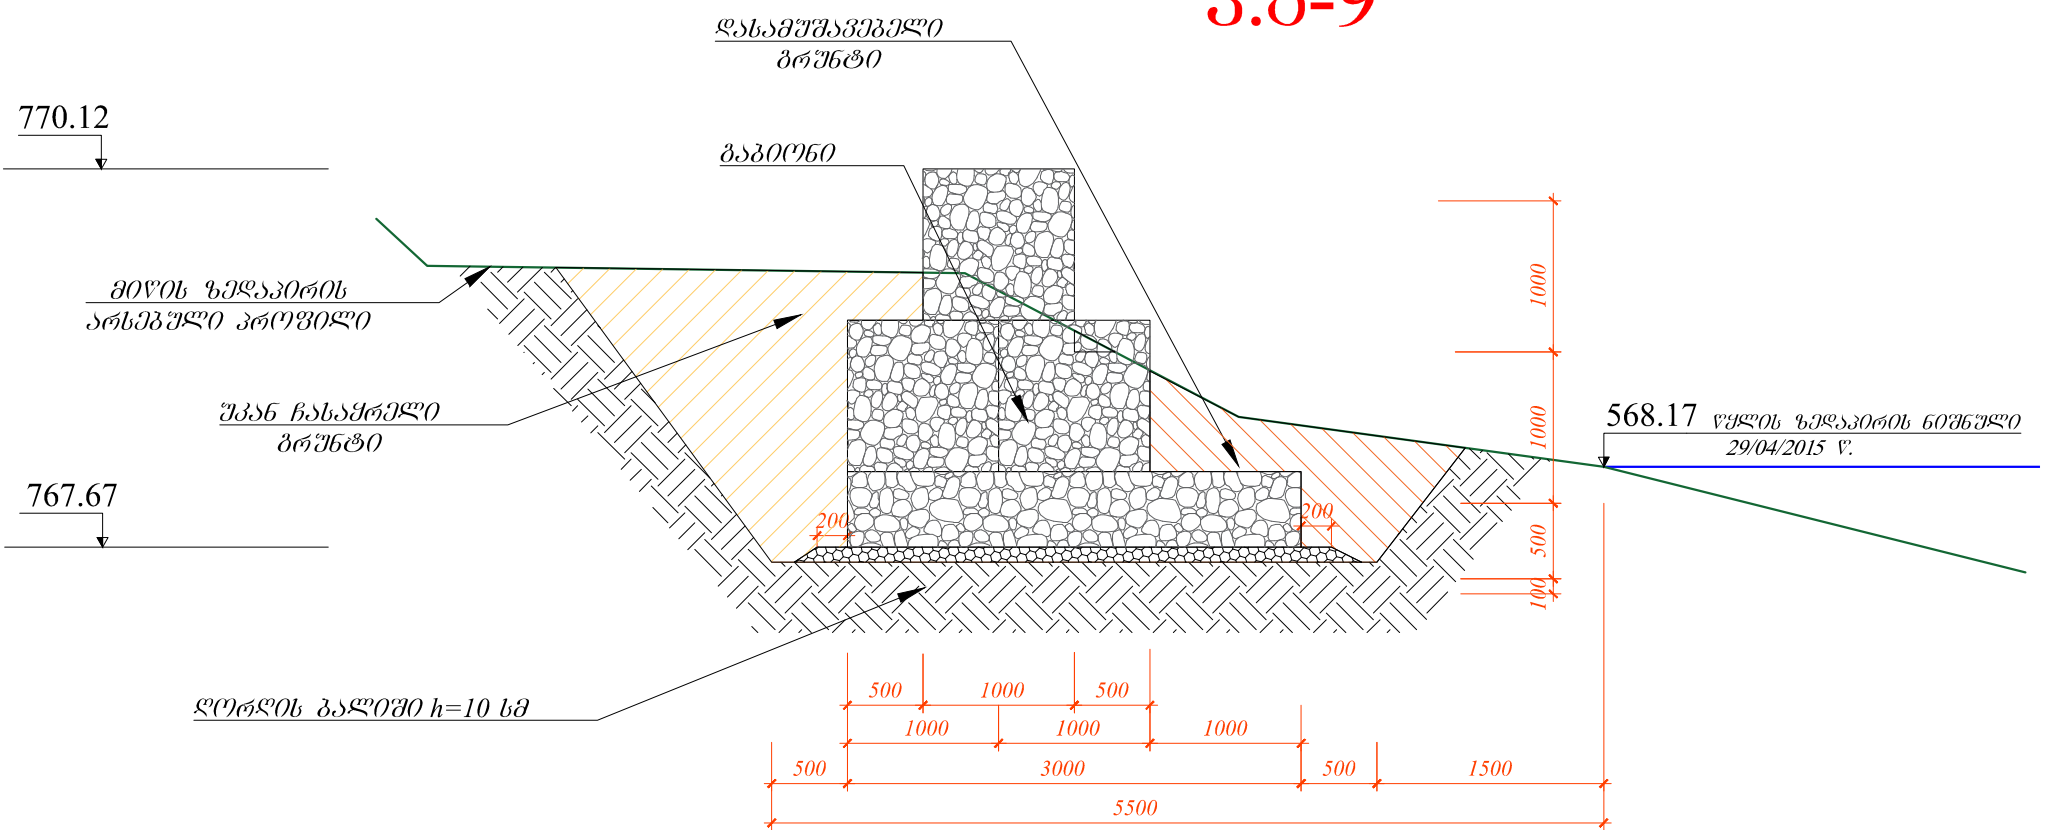 დასამუშავებელი
გრუნტი
770.12
გაბიონი
მიწის ზედაპირის
არსებული პროფილი
უკან ჩასაყრელი
გრუნტი
767.67
568.17 წყლის ზედაპირის ნიშნული
29/04/2015 წ.
1000
1000
500
100
200
200
ღორღის ბალიში h=10 სმ
500
1000
500
1000
1000
1000
500
3000
500
1500
5500